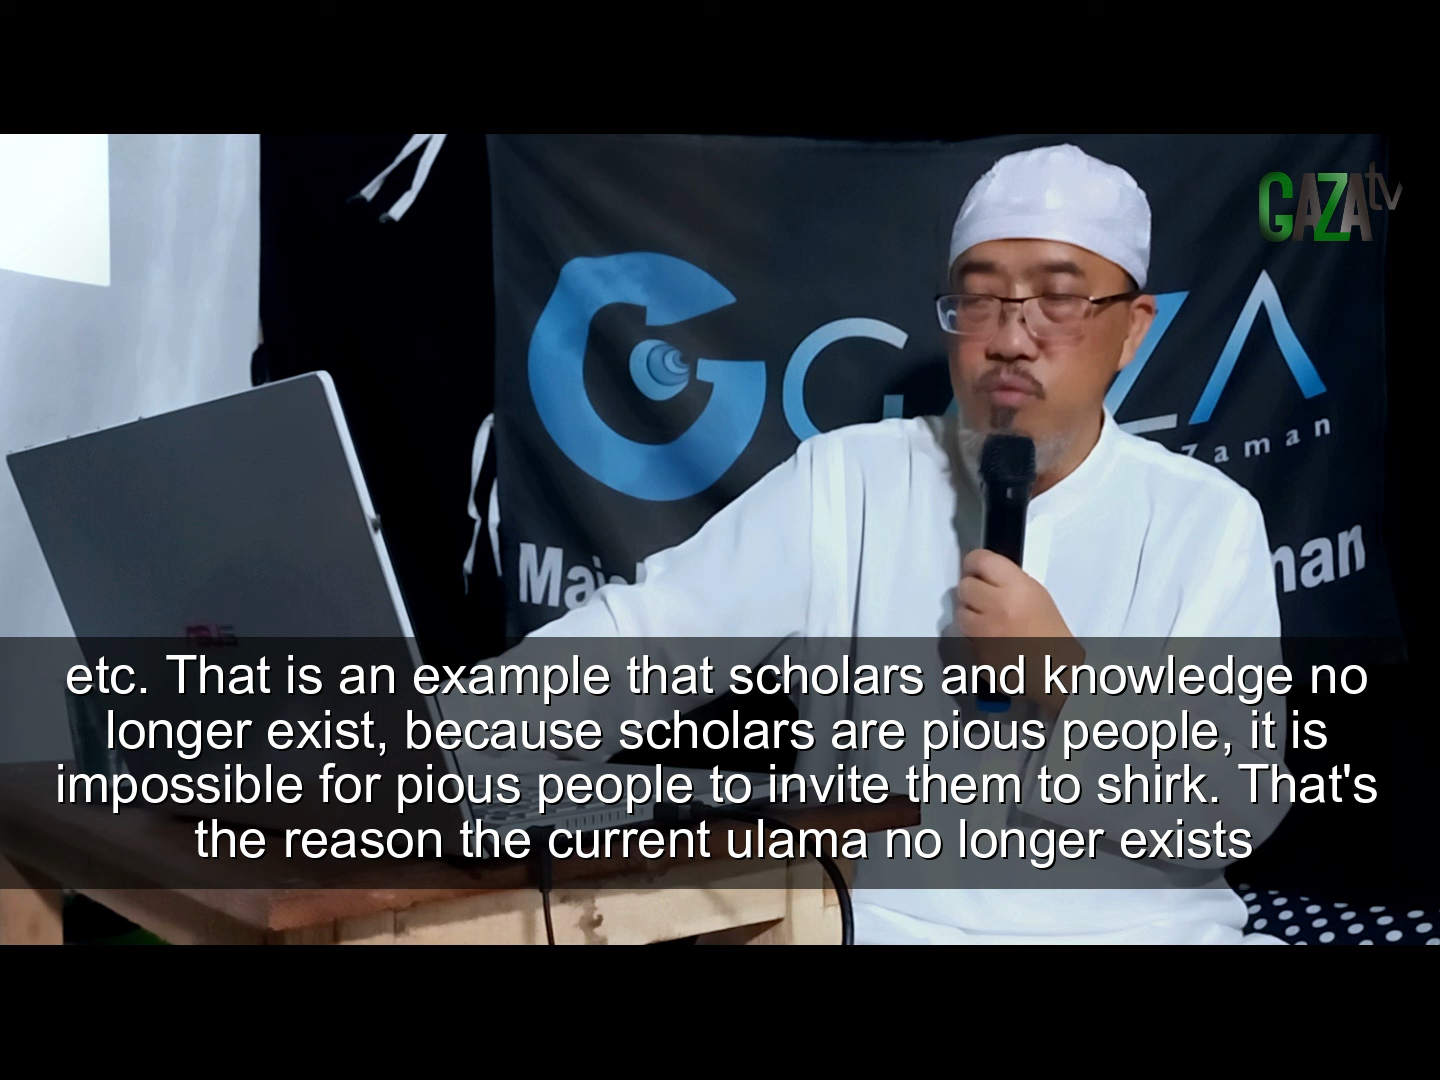 GAZAtv
zaman
etc. That is an example that scholars and knowledge no
longer exist, because scholars are pious people, it is
impossible for pious people to invite them to shirk. That's
the reason the current ulama no longer exists